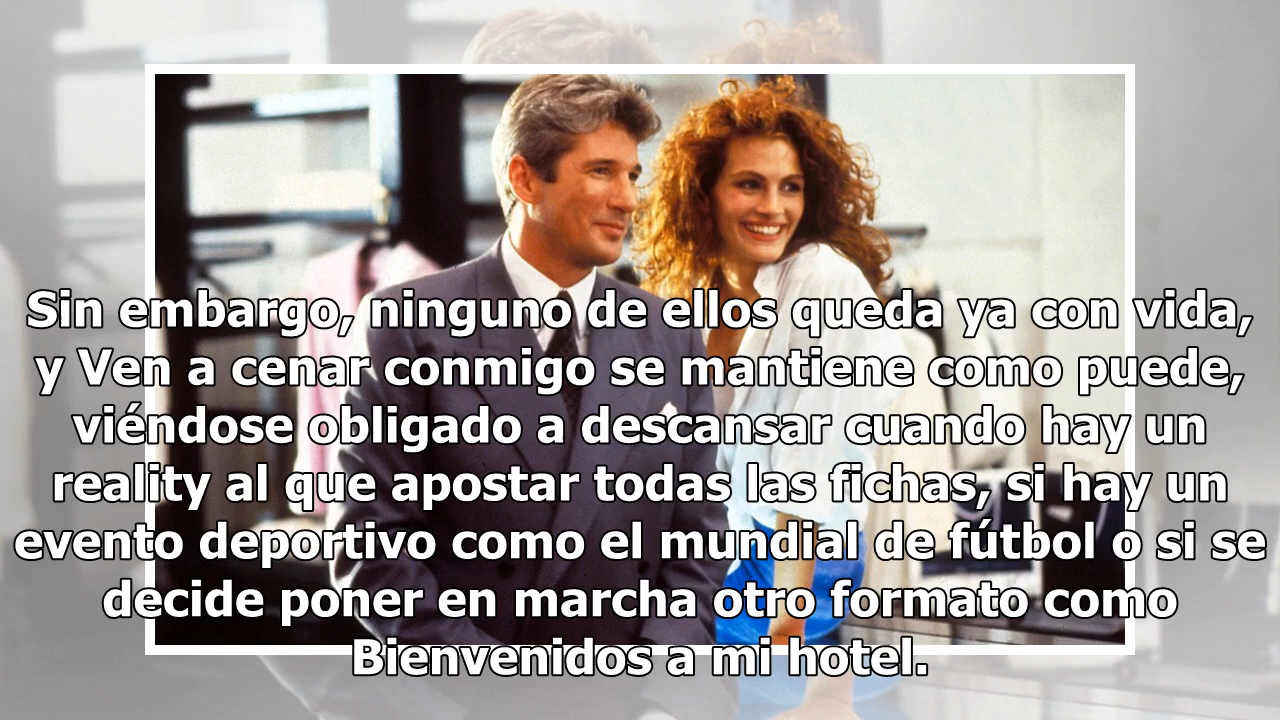 Sin embargo, ninguno de ellos queda ya con vida,
y Ven a cenar conmigo se mantiene como puede,
viéndose obligado a descansar cuando hay un
reality al que apostar todas las fichas, si hay un
evento deportivo como el mundial de fútbol o si se
decide poner en marcha otro formato como
Bienvenidos a mi hotel.